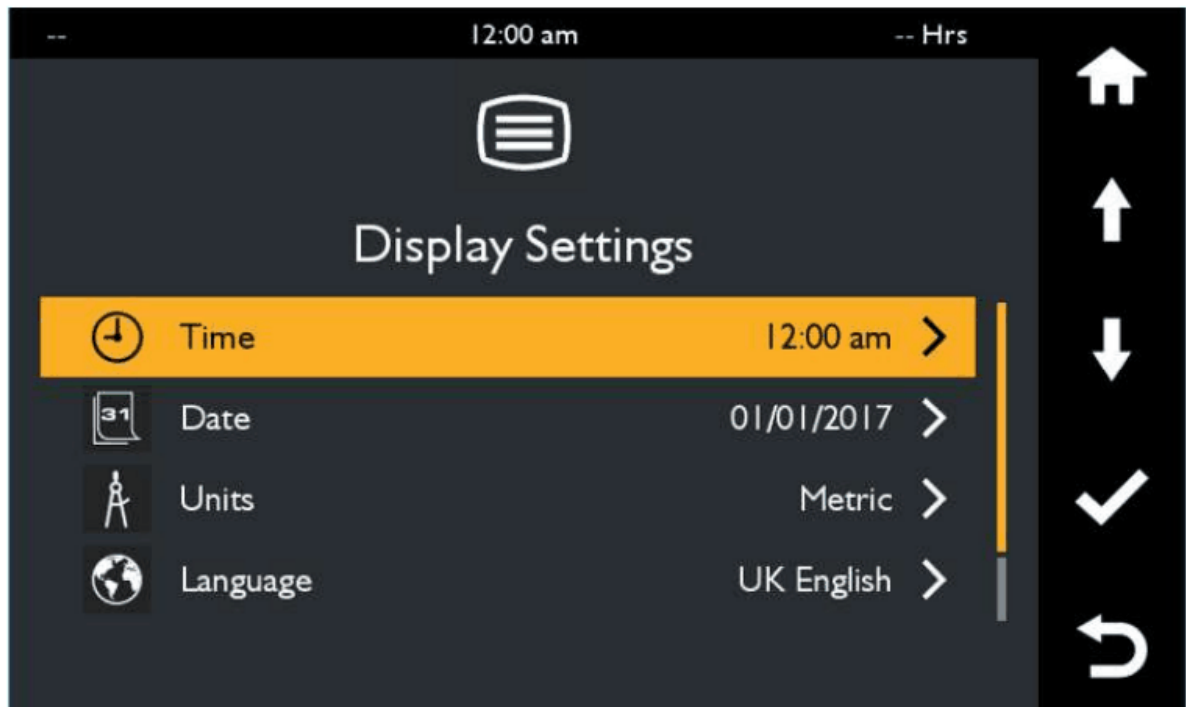 -- 12:00 am -- Hrs
Display Settings
Time 12:00 am
31
Date 01/01/2017
Units Metric
Language UK English